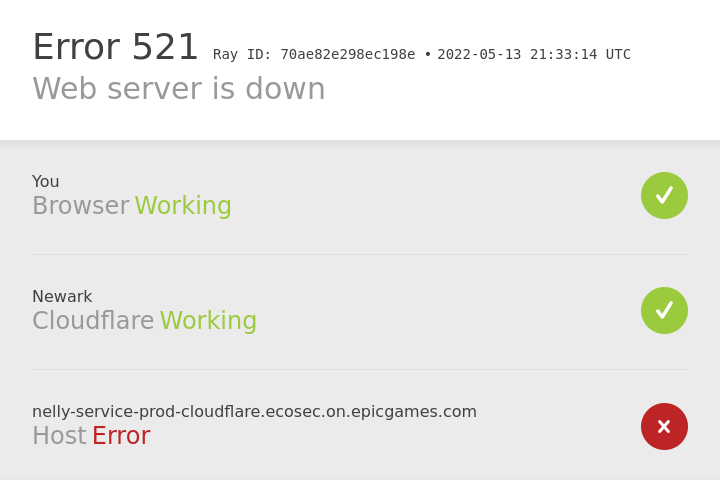 Error 521 Ray ID: 70ae82e298ec198e • 2022-05-13 21:33:14 UTC
Web server is down
You
Browser Working
Newark
Cloudflare Working
nelly-service-prod-cloudflare.ecosec.on.epicgames.com
Host Error